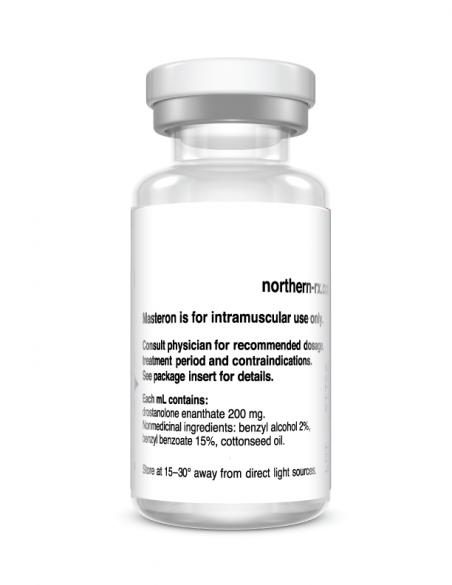 northern-rx.co
Masteron is for intramuscular use only.
Consult physician for recommended dosage,
treatment period and contraindications.
See package insert for details.
Each mL contains:
drostanolone enanthate 200 mg.
Nonmedicinal ingredients: benzyl alcohol 2%,
benzyl benzoate 15%, cottonseed oil.
Store at 15–30° away from direct light sources.